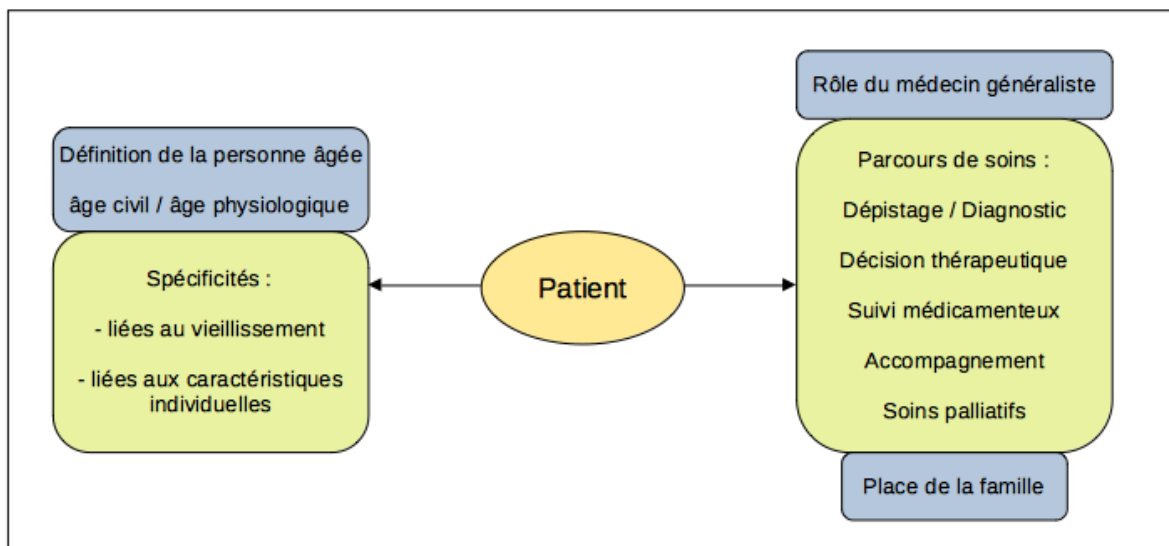 Définition de la personne âgée
âge civil / âge physiologique
Spécificités :
- liées au vieillissement
- liées aux caractéristiques
individuelles
Patient
Rôle du médecin généraliste
Parcours de soins :
Dépistage / Diagnostic
Décision thérapeutique
Suivi médicamenteux
Accompagnement
Soins palliatifs
Place de la famille